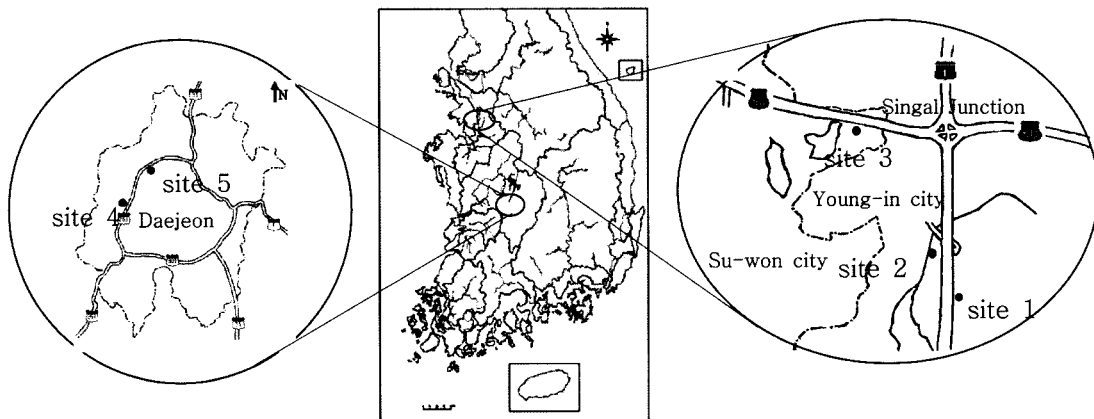 N
site 5
site 4
Daejeon
Singal Junction
site 3
Young-in city
Su-won city
site 2
site 1